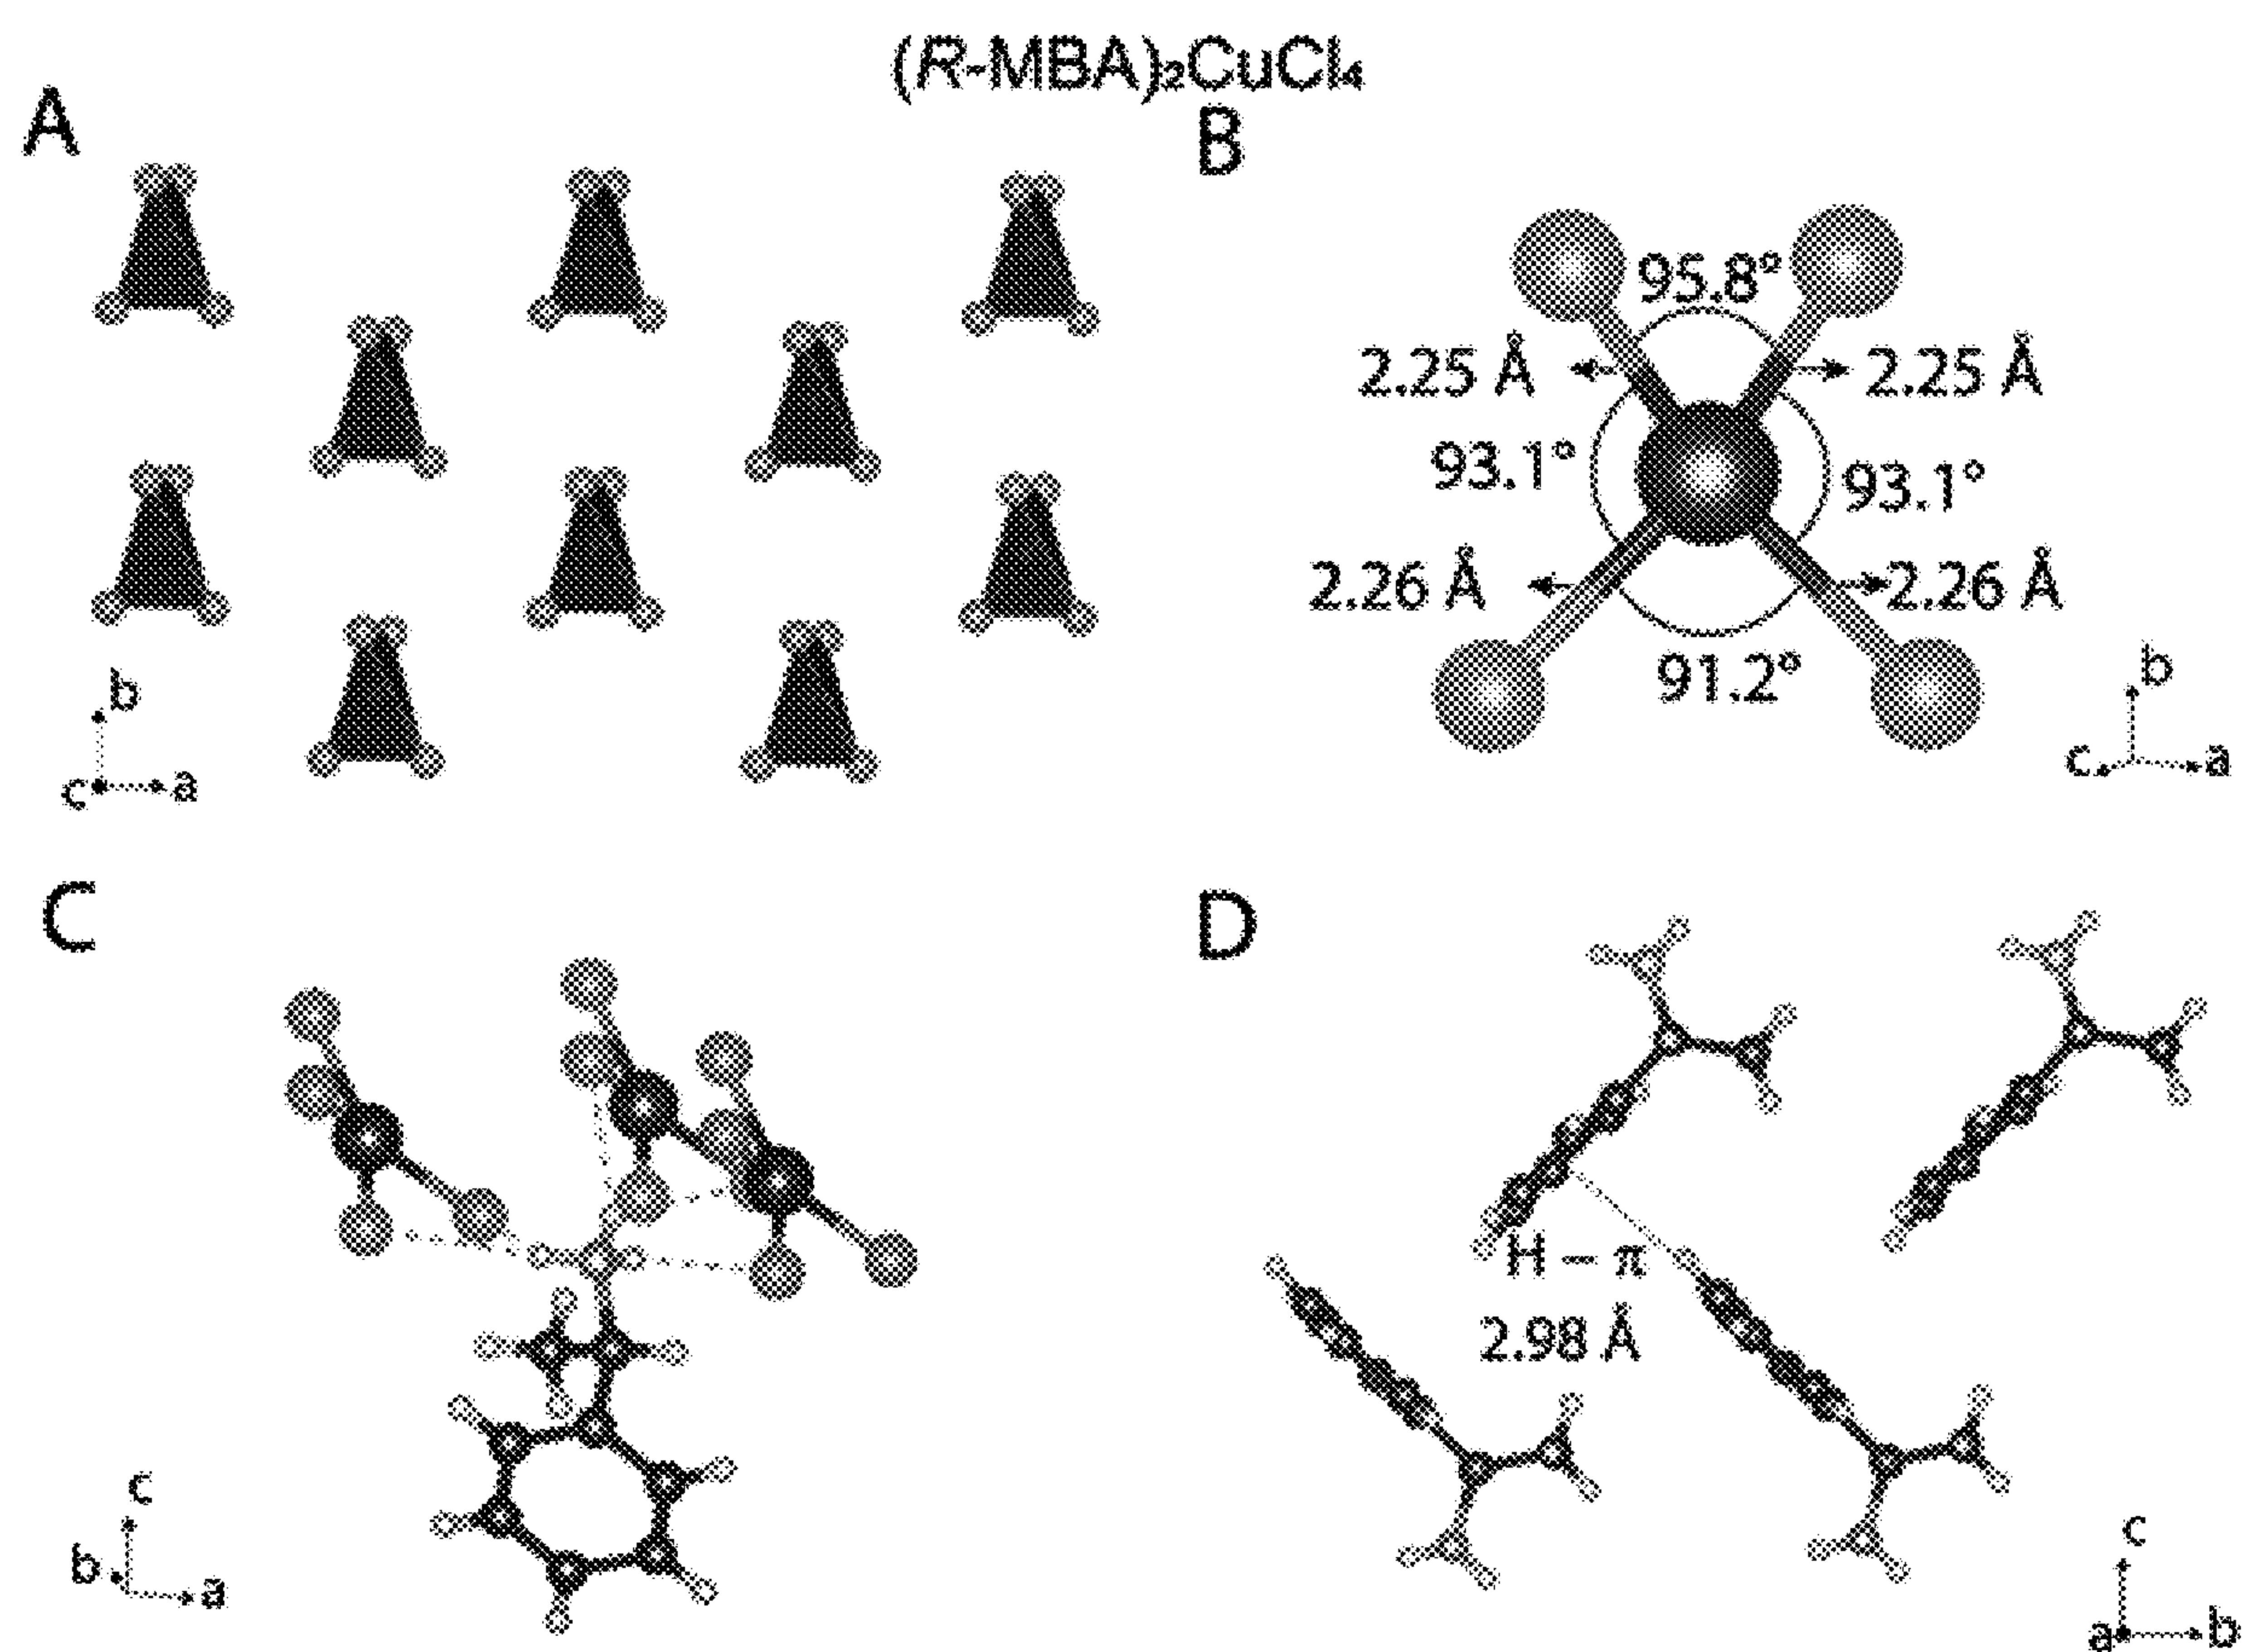 (R-MBA)₂CuCl₄
A
B
95.8°
2.25 Å
2.25 Å
93.1°
93.1°
2.26 Å
2.26 Å
91.2°
b
c
a
b
c
a
C
D
H – π
2.98 Å
c
b
a
c
a
b